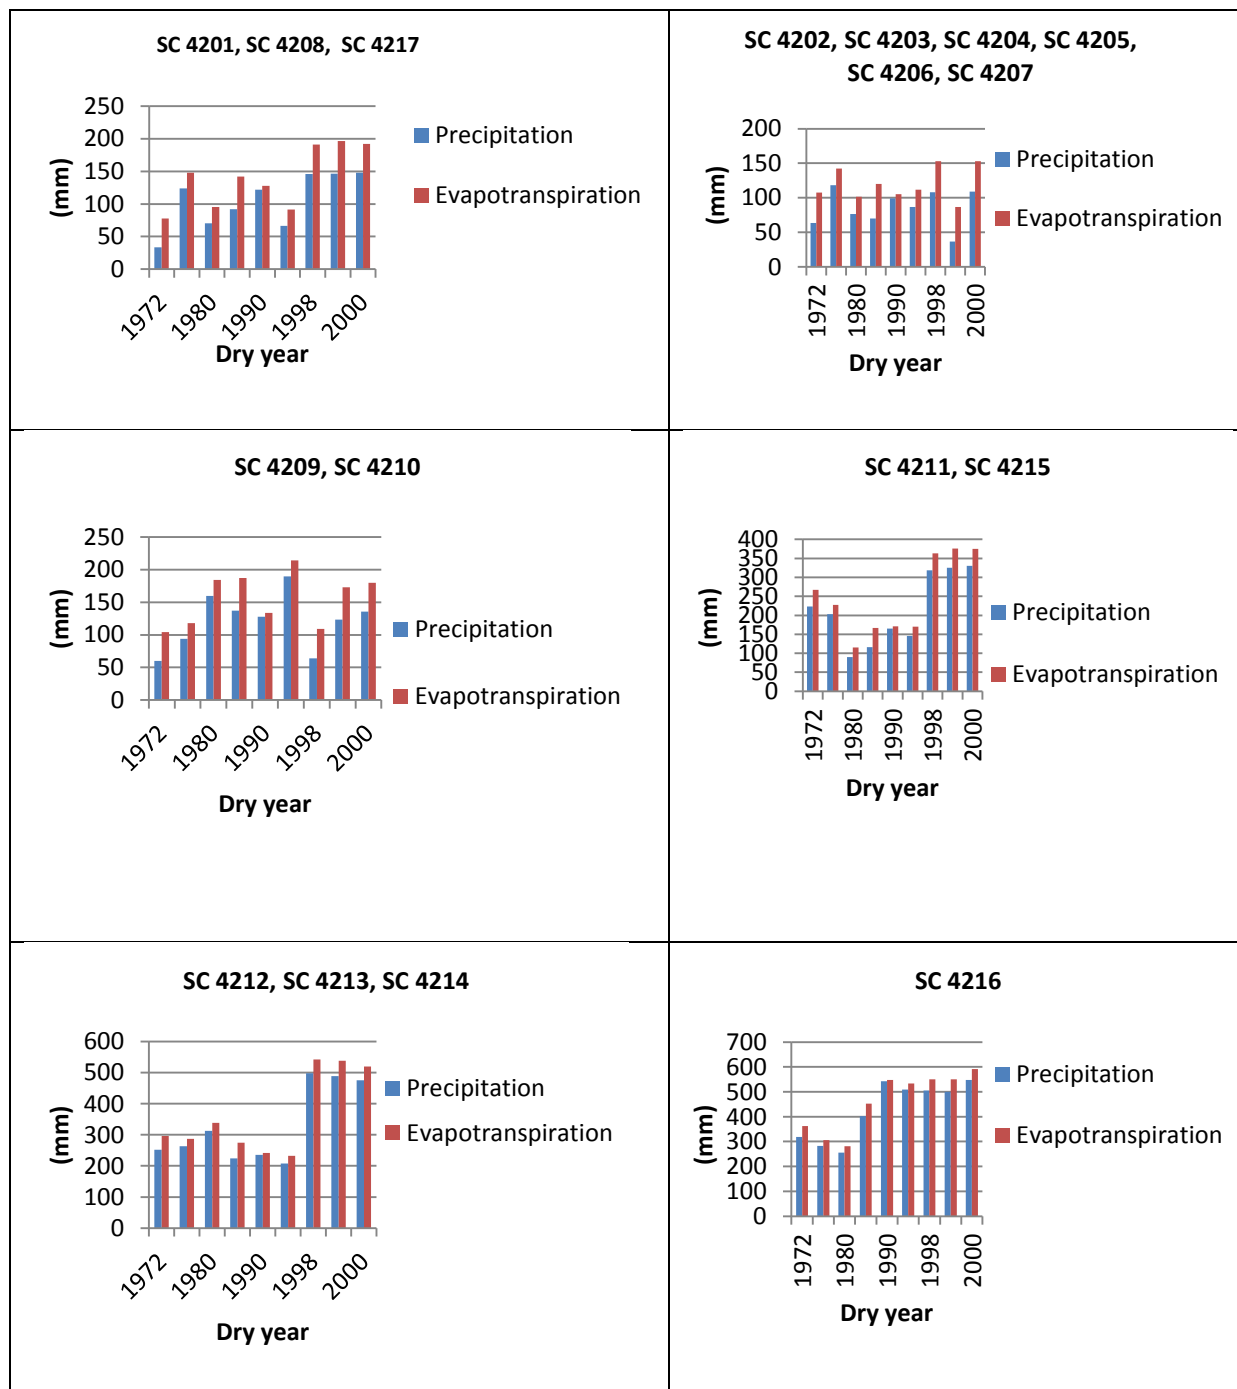 SC 4201, SC 4208, SC 4217
250
200
150
100
50
0
(mm)
1972
1980
1990
1998
2000
Dry year
Precipitation
Evapotranspiration
SC 4202, SC 4203, SC 4204, SC 4205,
SC 4206, SC 4207
200
150
100
50
0
(mm)
1972
1980
1990
1998
2000
Dry year
Precipitation
Evapotranspiration
SC 4209, SC 4210
250
200
150
100
50
0
(mm)
1972
1980
1990
1998
2000
Dry year
Precipitation
Evapotranspiration
SC 4211, SC 4215
400
350
300
250
200
150
100
50
0
(mm)
1972
1980
1990
1998
2000
Dry year
Precipitation
Evapotranspiration
SC 4212, SC 4213, SC 4214
600
500
400
300
200
100
0
(mm)
1972
1980
1990
1998
2000
Dry year
Precipitation
Evapotranspiration
SC 4216
700
600
500
400
300
200
100
0
(mm)
1972
1980
1990
1998
2000
Dry year
Precipitation
Evapotranspiration